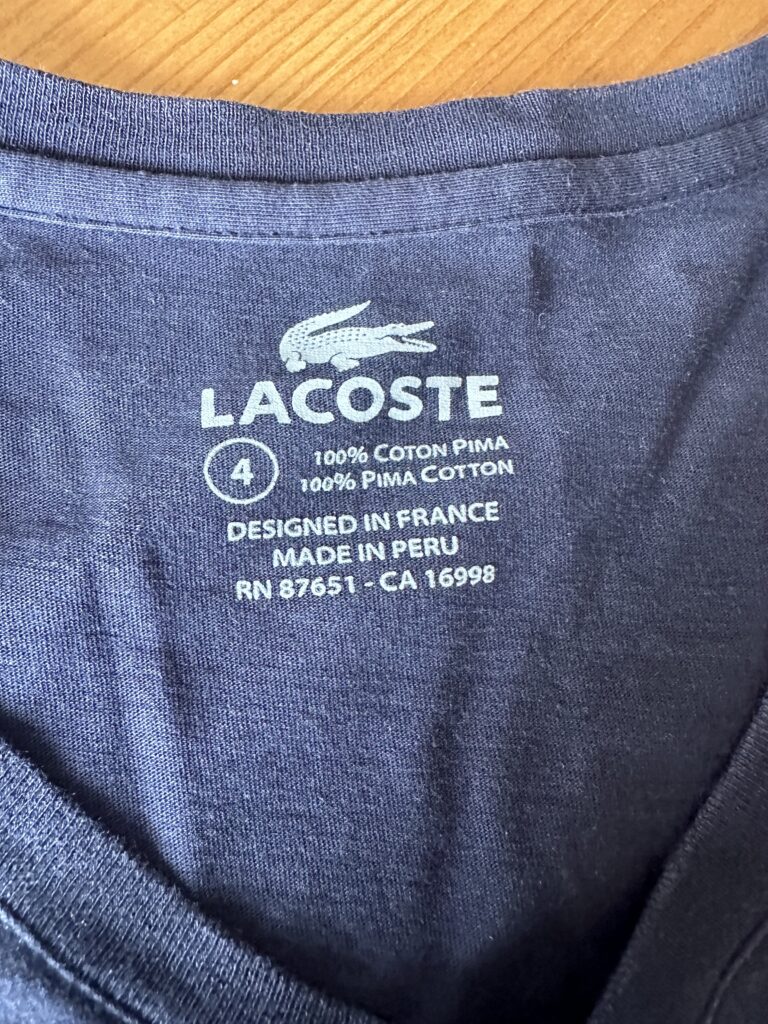 LACOSTE
4 100% COTON PIMA
100% PIMA COTTON
DESIGNED IN FRANCE
MADE IN PERU
RN 87651 - CA 16998